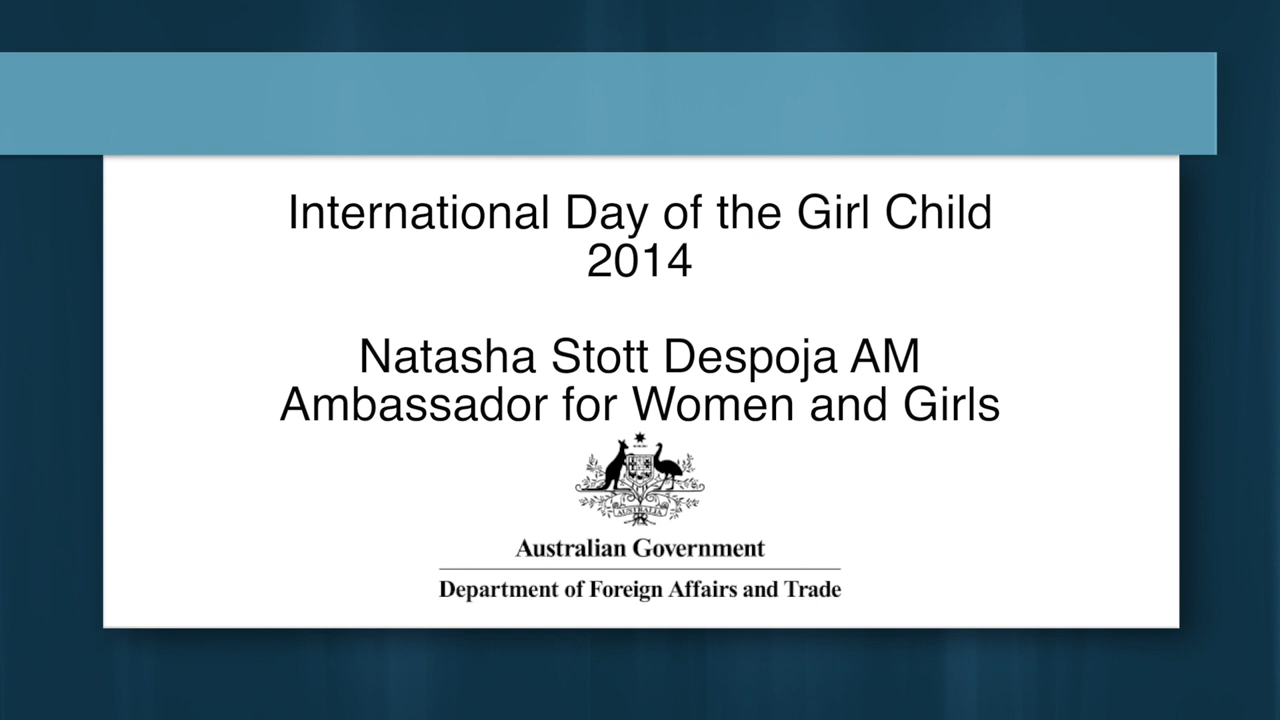 International Day of the Girl Child
2014
Natasha Stott Despoja AM
Ambassador for Women and Girls
AUSTRALIA
Australian Government
Department of Foreign Affairs and Trade